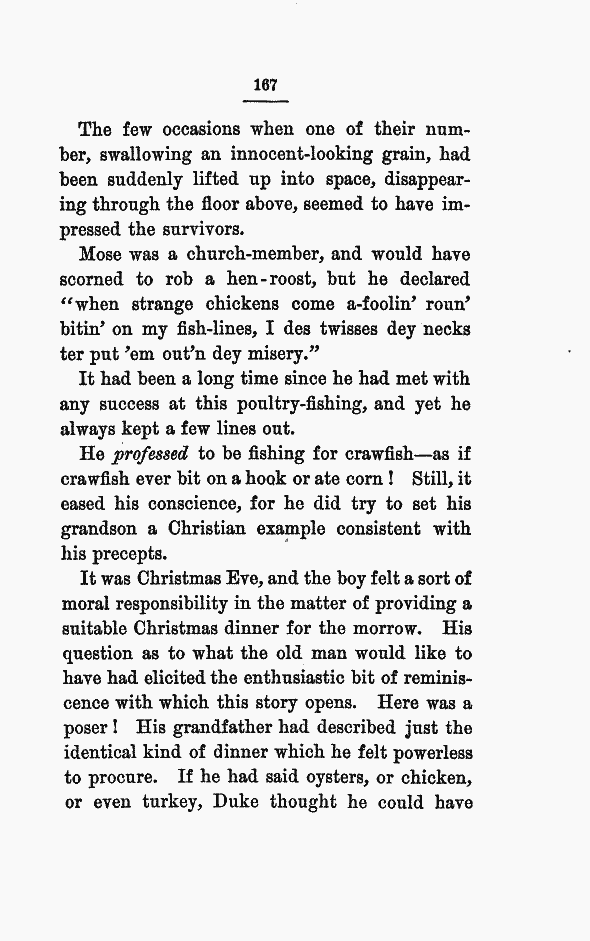 167
The few occasions when one of their num-
ber, swallowing an innocent-looking grain, had
been suddenly lifted up into space, disappear-
ing through the floor above, seemed to have im-
pressed the survivors.
Mose was a church-member, and would have
scorned to rob a hen-roost, but he declared
“when strange chickens come a-foolin’ roun’
bitin’ on my fish-lines, I des twisses dey necks
ter put ’em out’n dey misery.”
It had been a long time since he had met with
any success at this poultry-fishing, and yet he
always kept a few lines out.
He professed to be fishing for crawfish—as if
crawfish ever bit on a hook or ate corn! Still, it
eased his conscience, for he did try to set his
grandson a Christian example consistent with
his precepts.
It was Christmas Eve, and the boy felt a sort of
moral responsibility in the matter of providing a
suitable Christmas dinner for the morrow. His
question as to what the old man would like to
have had elicited the enthusiastic bit of reminis-
cence with which this story opens. Here was a
poser! His grandfather had described just the
identical kind of dinner which he felt powerless
to procure. If he had said oysters, or chicken,
or even turkey, Duke thought he could have